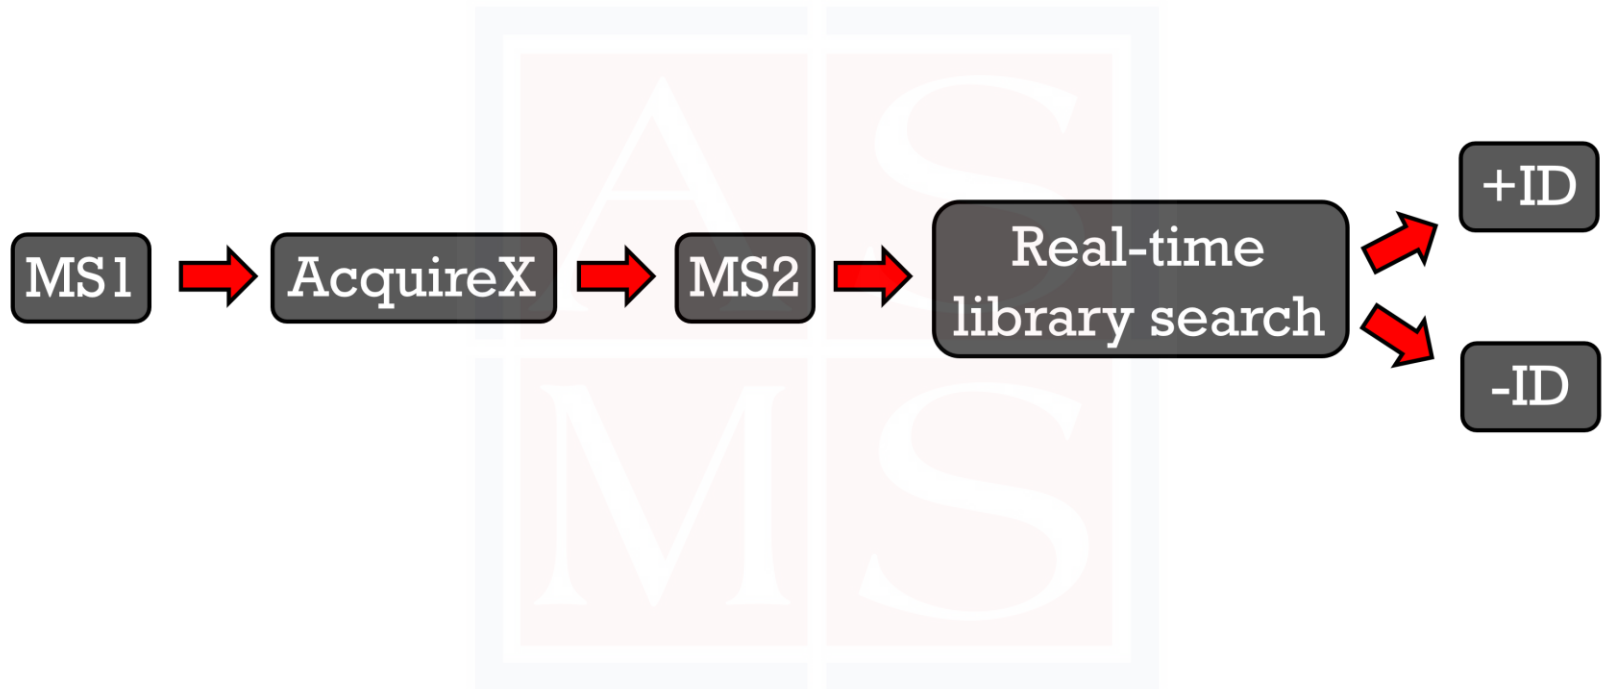 MS1
AcquireX
MS2
Real-time
library search
+ID
-ID
A S
M S